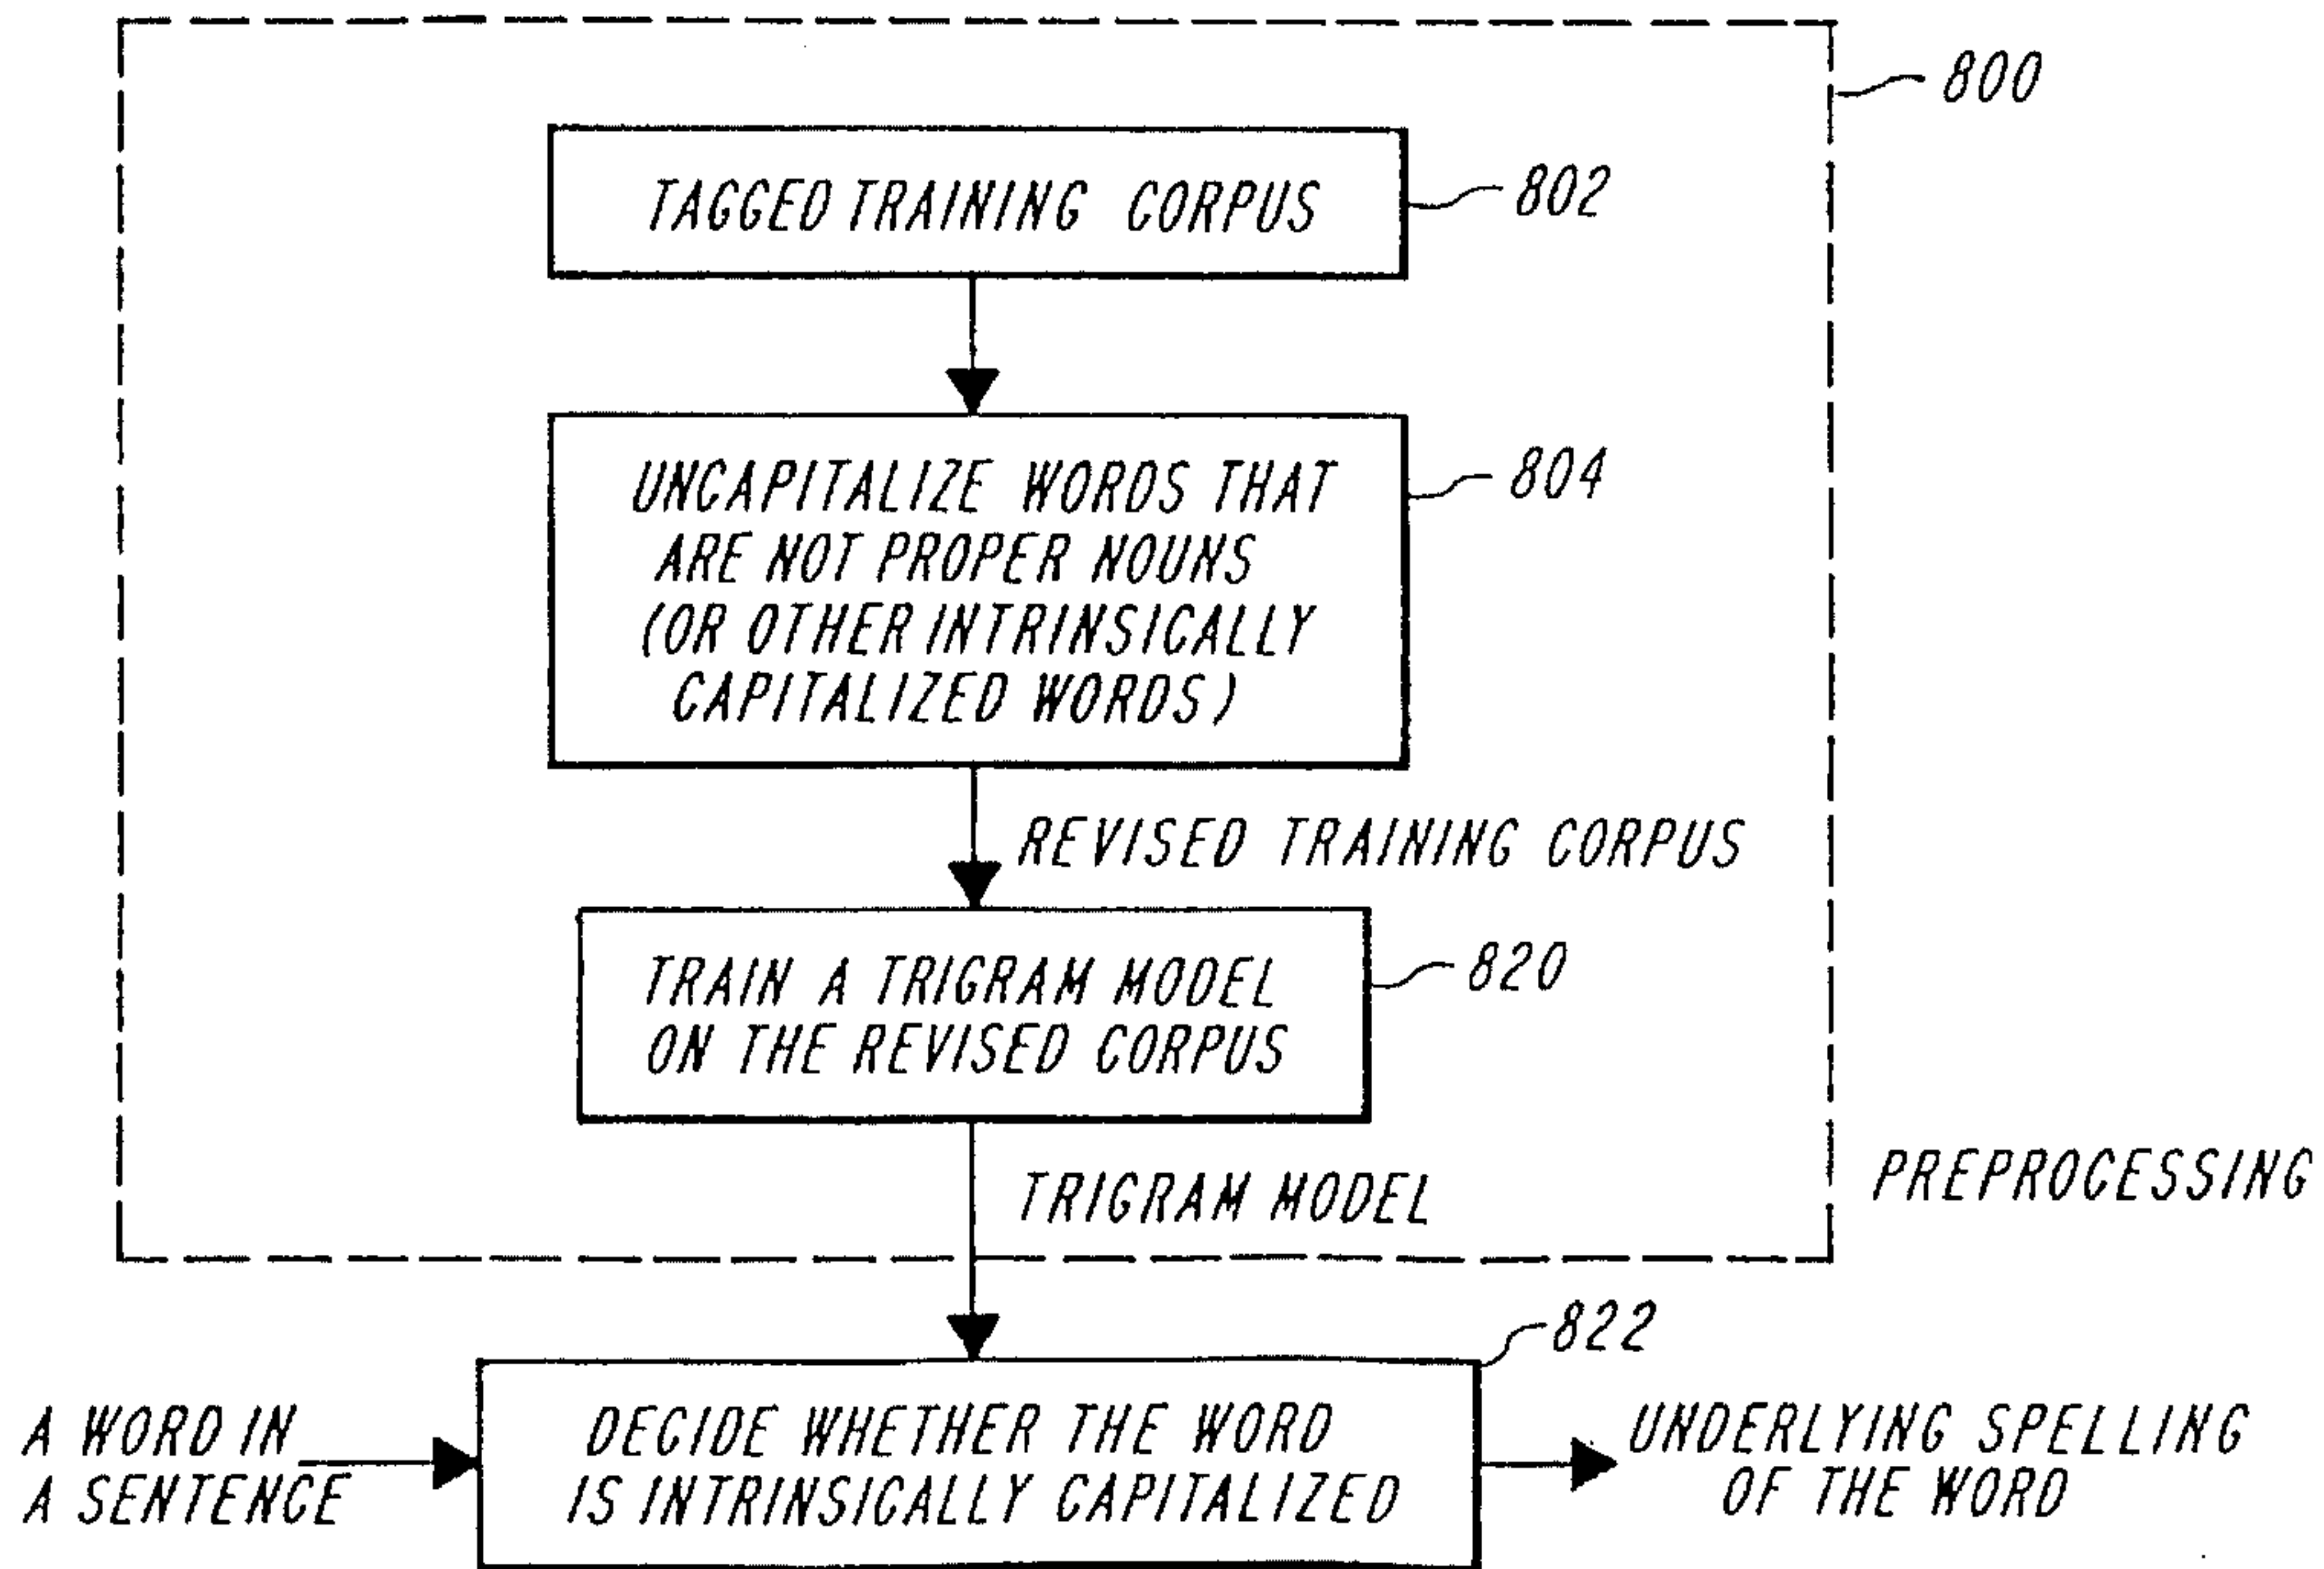 800
TAGGED TRAINING CORPUS
802
UNCAPITALIZE WORDS THAT
ARE NOT PROPER NOUNS
(OR OTHER INTRINSICALLY
CAPITALIZED WORDS)
804
REVISED TRAINING CORPUS
TRAIN A TRIGRAM MODEL
ON THE REVISED CORPUS
820
TRIGRAM MODEL
PREPROCESSING
822
A WORD IN
A SENTENCE
DECIDE WHETHER THE WORD
IS INTRINSICALLY CAPITALIZED
UNDERLYING SPELLING
OF THE WORD